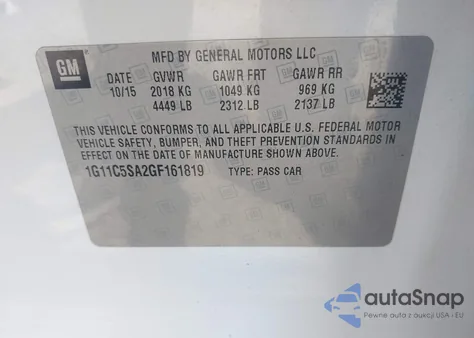 GM
MFD BY GENERAL MOTORS LLC
DATE GVWR GAWR FRT GAWR RR
10/15 2018 KG 1049 KG 969 KG
4449 LB 2312 LB 2137 LB
THIS VEHICLE CONFORMS TO ALL APPLICABLE U.S. FEDERAL MOTOR
VEHICLE SAFETY, BUMPER, AND THEFT PREVENTION STANDARDS
IN EFFECT ON THE DATE OF MANUFACTURE SHOWN ABOVE.
1G11C5SA2GF161819 TYPE: PASS CAR
autoSnap
Pewne auta z aukcji USA i EU